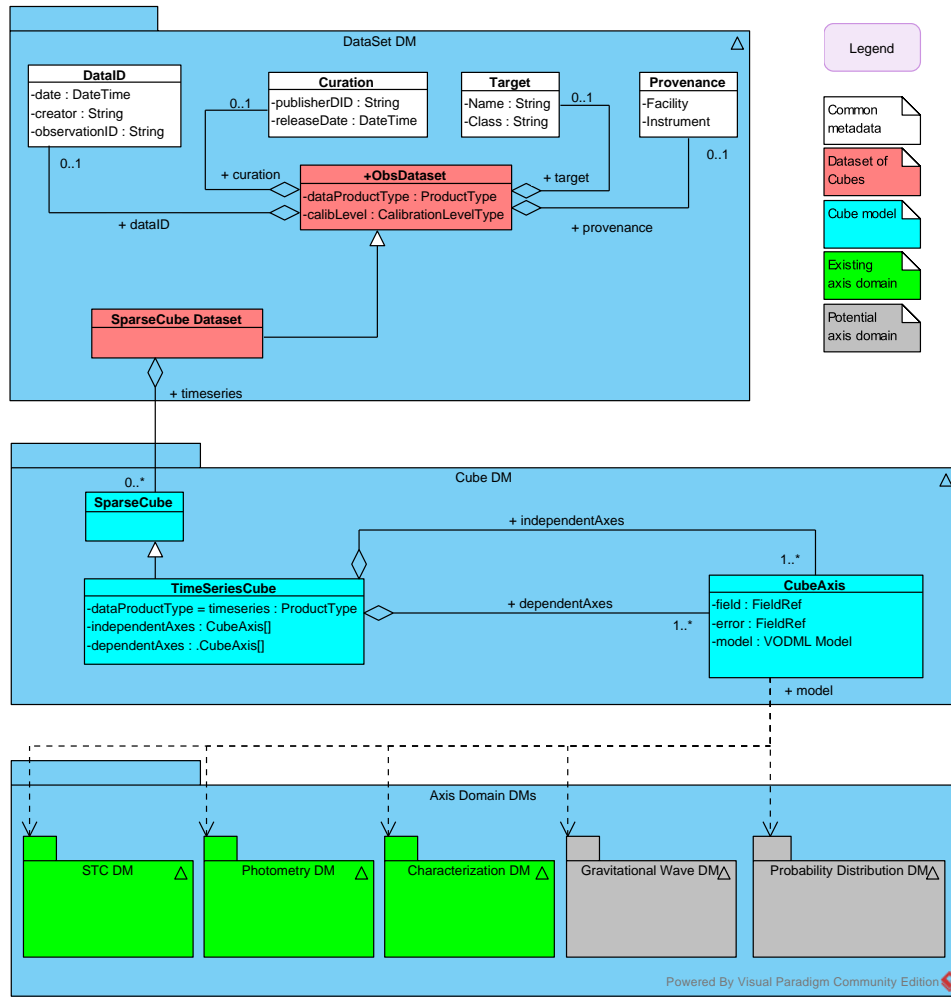 DataSet DM
DataID
-date : DateTime
-creator : String
-observationID : String
0..1
Curation
-publisherDID : String
-releaseDate : DateTime
0..1
Target
-Name : String
-Class : String
0..1
Provenance
-Facility
-Instrument
0..1
+ curation
+ObsDataset
-dataProductType : ProductType
-calibLevel : CalibrationLevelType
+ target
+ dataID
+ provenance
SparseCube Dataset
+ timeseries
Legend
Common
metadata
Dataset of
Cubes
Cube model
Existing
axis domain
Potential
axis domain
Cube DM
0..*
SparseCube
+ independentAxes
1..*
TimeSeriesCube
-dataProductType = timeseries : ProductType
-independentAxes : CubeAxis[]
-dependentAxes : .CubeAxis[]
+ dependentAxes
1..*
CubeAxis
-field : FieldRef
-error : FieldRef
-model : VODML Model
+ model
Axis Domain DMs
STC DM
Photometry DM
Characterization DM
Gravitational Wave DM
Probability Distribution DM
Powered By Visual Paradigm Community Edition